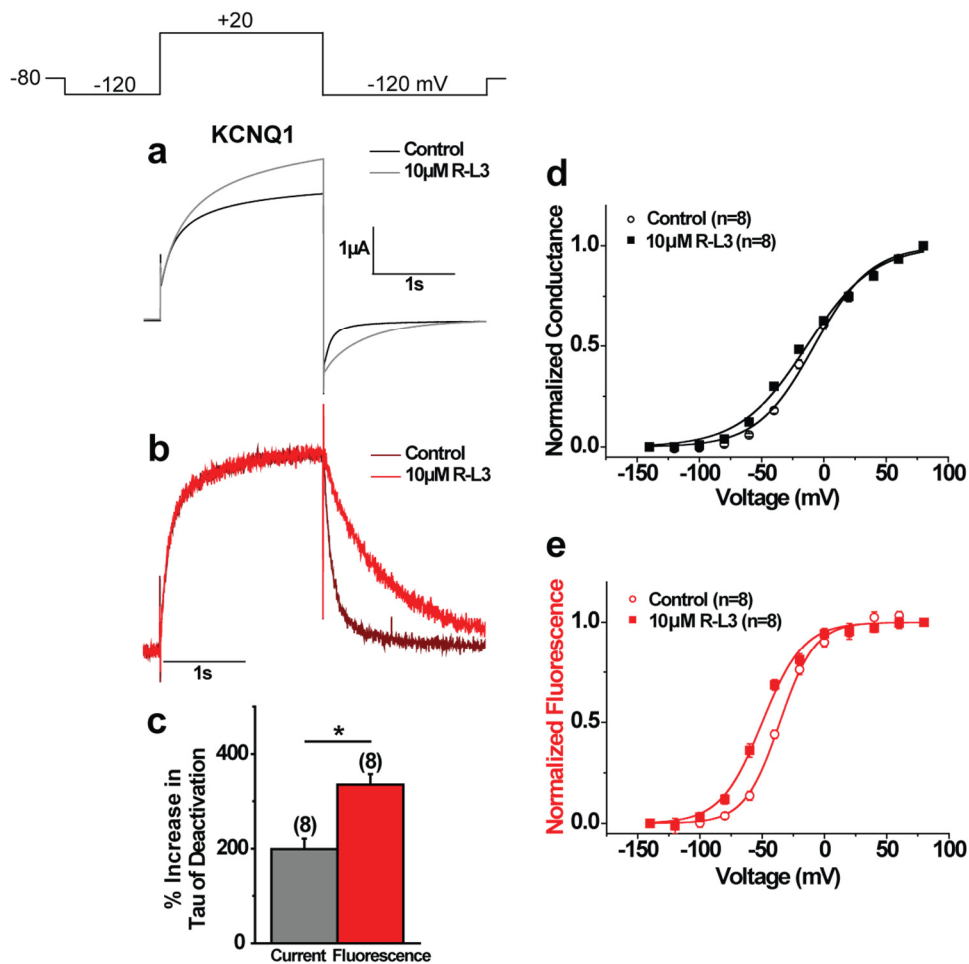 +20
-80
-120
-120 mV
a
KCNQ1
Control
10µM R-L3
1µA
1s
b
Control
10µM R-L3
1s
c
% Increase in
Tau of Deactivation
400
200
0
*
(8)
(8)
Current
Fluorescence
d
Control (n=8)
10µM R-L3 (n=8)
Normalized Conductance
1.0
0.5
0.0
-150
-100
-50
0
50
100
Voltage (mV)
e
Control (n=8)
10µM R-L3 (n=8)
Normalized Fluorescence
1.0
0.5
0.0
-150
-100
-50
0
50
100
Voltage (mV)